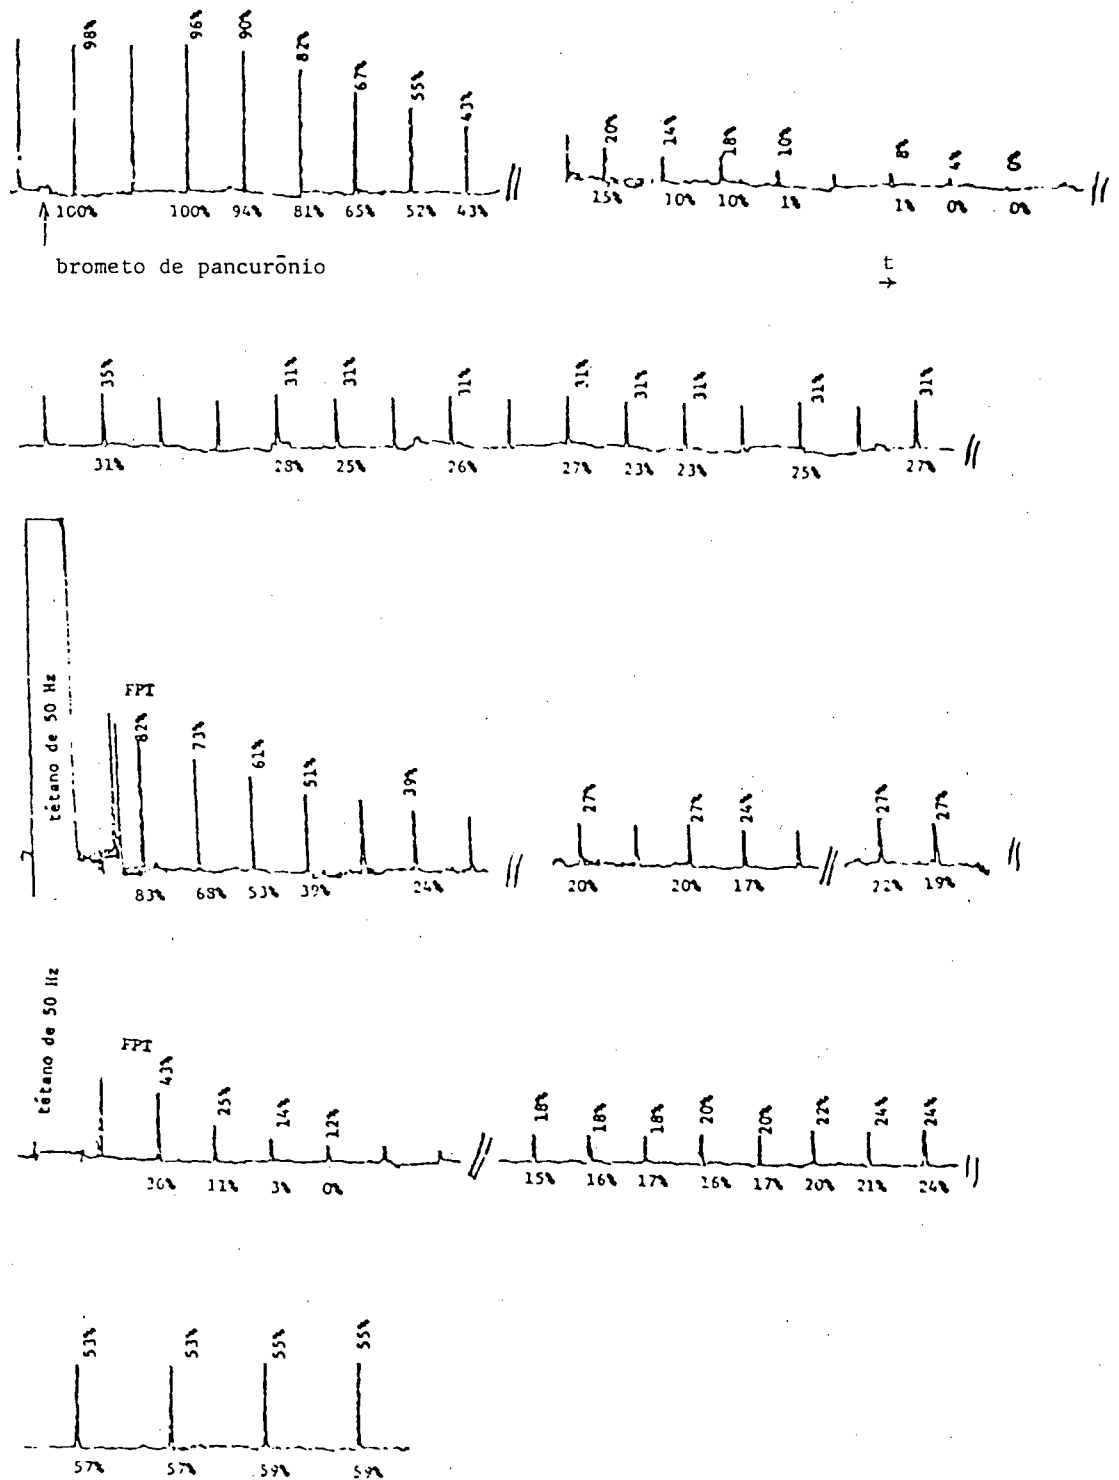 98% 96% 90% 82% 67% 55% 43% 20% 14% 18% 10% 8% 4%
100% 100% 94% 81% 65% 52% 43% 15% 10% 10% 1% 1% 0% 0%
brometo de pancurōnio
t
→
35% 31% 31% 31% 31% 31% 31% 31% 31%
31% 28% 25% 26% 27% 23% 23% 25% 27%
tétano de 50 Hz
FPT
82% 73% 61% 51% 39% 27% 27% 24% 27% 27%
83% 68% 53% 39% 24% 20% 20% 17% 22% 19%
tétano de 50 Hz
FPT
43% 25% 14% 12% 18% 18% 18% 20% 20% 22% 24% 24%
11% 3% 0% 15% 16% 17% 17% 20% 21% 24%
53% 53% 55% 55%
57% 57% 59% 59%